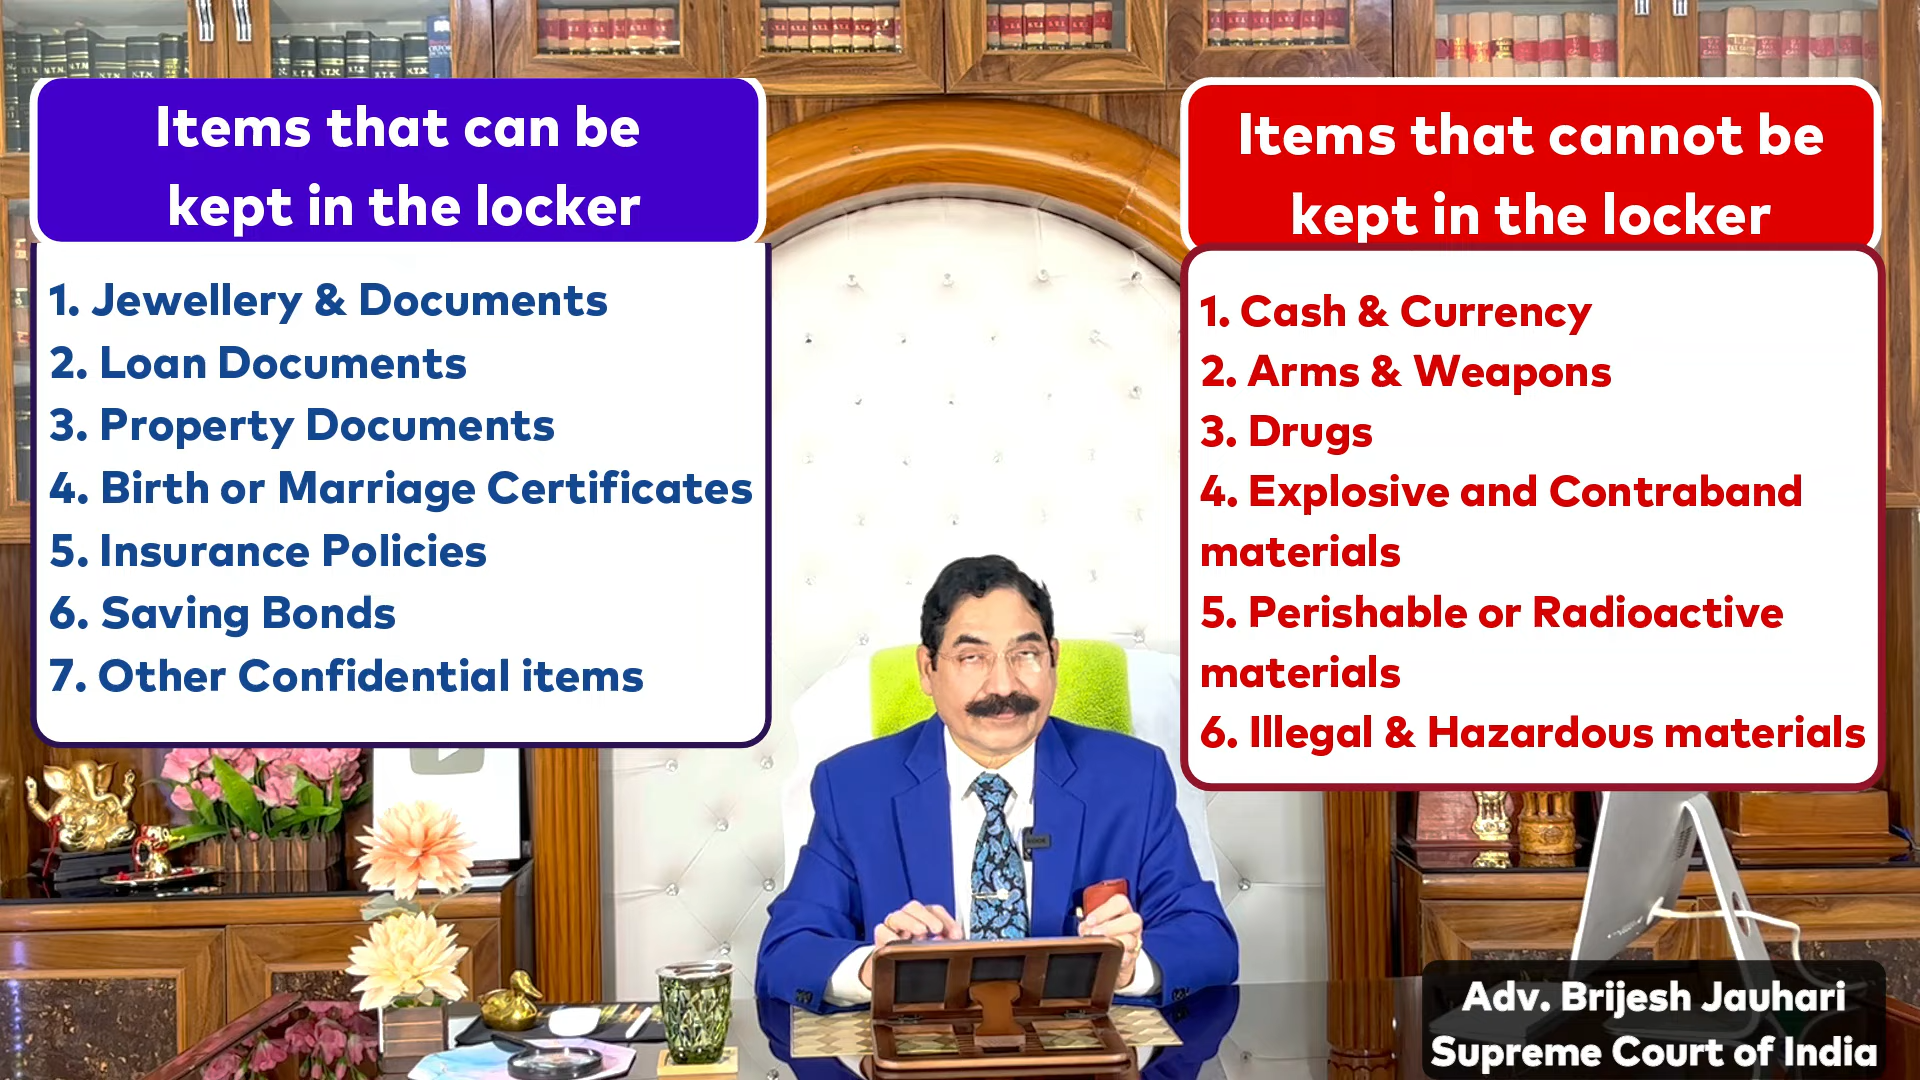 Items that can be
kept in the locker
1. Jewellery & Documents
2. Loan Documents
3. Property Documents
4. Birth or Marriage Certificates
5. Insurance Policies
6. Saving Bonds
7. Other Confidential items
Items that cannot be
kept in the locker
1. Cash & Currency
2. Arms & Weapons
3. Drugs
4. Explosive and Contraband
materials
5. Perishable or Radioactive
materials
6. Illegal & Hazardous materials
Adv. Brijesh Jauhari
Supreme Court of India